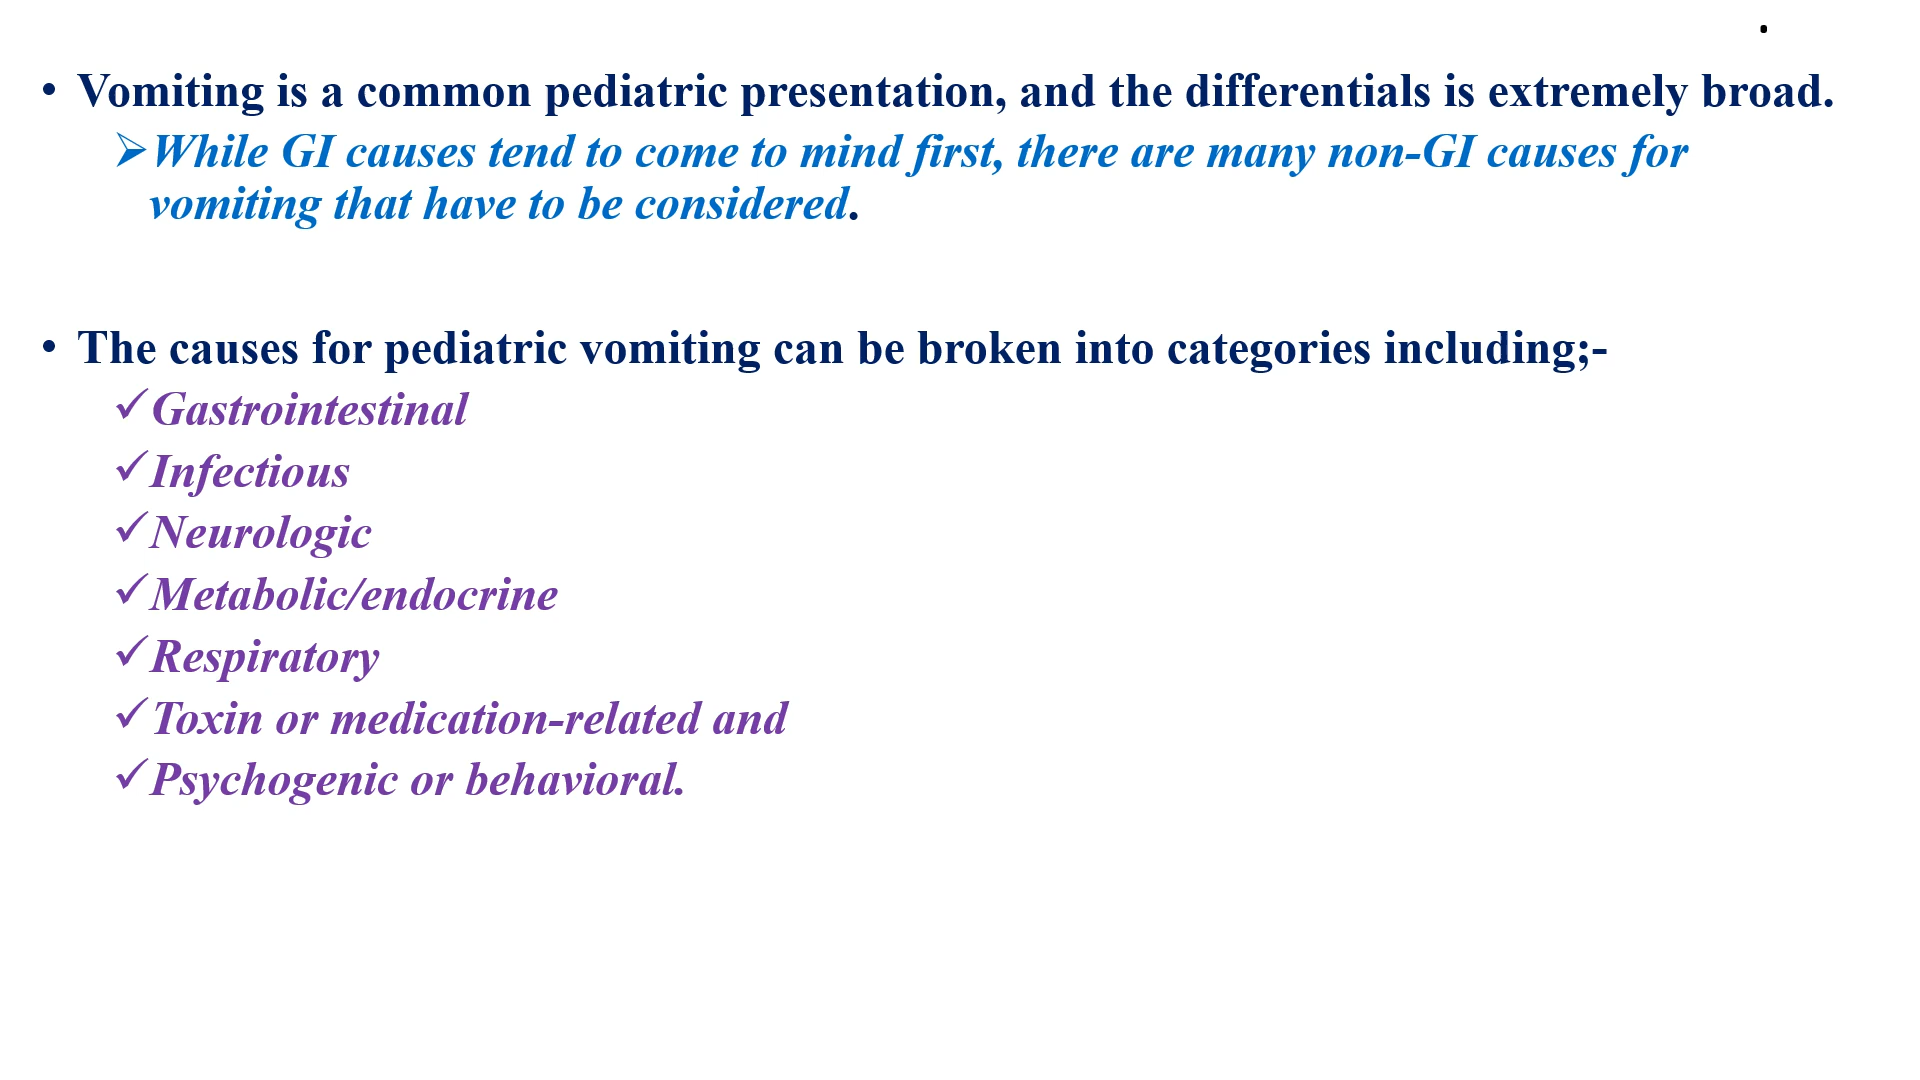 .
• Vomiting is a common pediatric presentation, and the differentials is extremely broad.
➢While GI causes tend to come to mind first, there are many non-GI causes for
vomiting that have to be considered.
• The causes for pediatric vomiting can be broken into categories including;-
✓Gastrointestinal
✓Infectious
✓Neurologic
✓Metabolic/endocrine
✓Respiratory
✓Toxin or medication-related and
✓Psychogenic or behavioral.